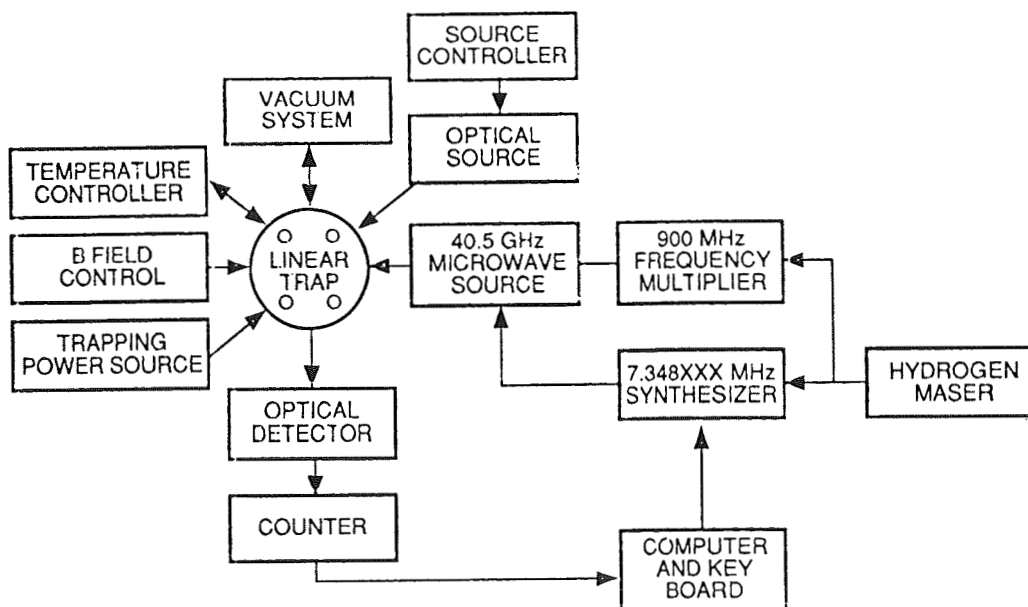 SOURCE
CONTROLLER
VACUUM
SYSTEM
OPTICAL
SOURCE
TEMPERATURE
CONTROLLER
B FIELD
CONTROL
TRAPPING
POWER SOURCE
LINEAR
TRAP
40.5 GHz
MICROWAVE
SOURCE
900 MHz
FREQUENCY
MULTIPLIER
7.348XXX MHz
SYNTHESIZER
HYDROGEN
MASER
OPTICAL
DETECTOR
COUNTER
COMPUTER
AND KEY
BOARD